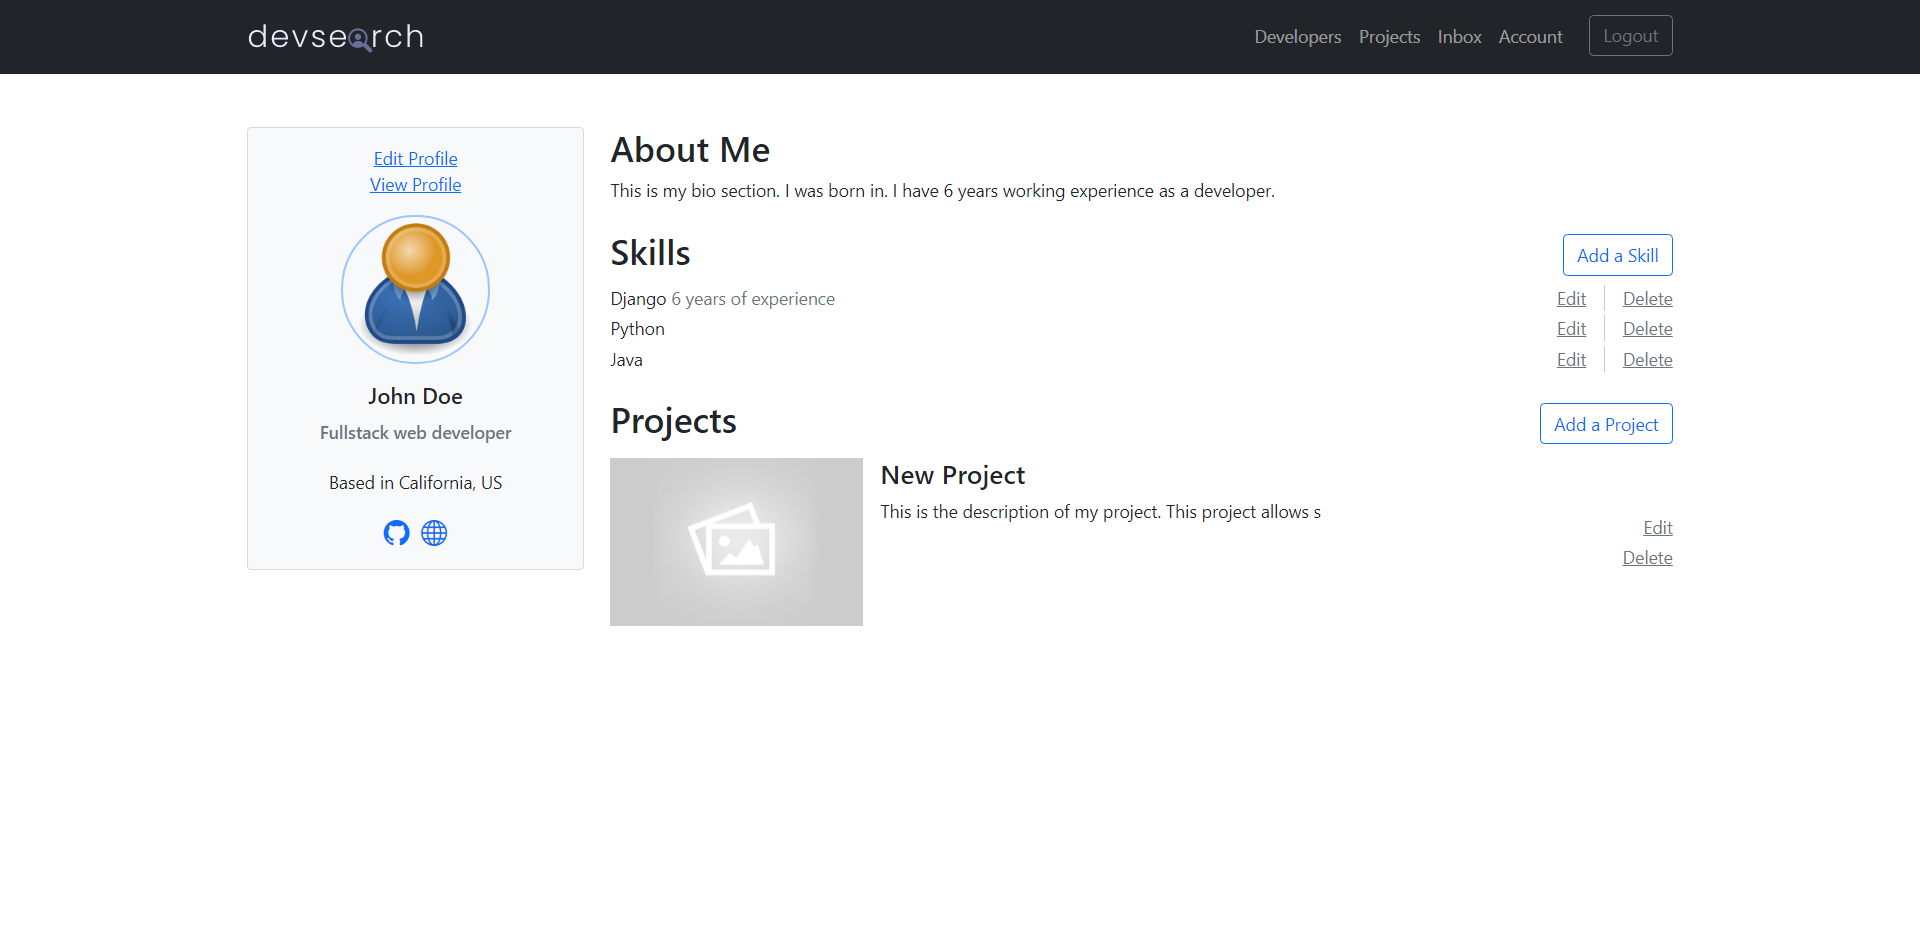 devsearch
Developers Projects Inbox Account Logout
Edit Profile
View Profile
John Doe
Fullstack web developer
Based in California, US
About Me
This is my bio section. I was born in. I have 6 years working experience as a developer.
Skills
Add a Skill
Django 6 years of experience Edit Delete
Python Edit Delete
Java Edit Delete
Projects
Add a Project
New Project
This is the description of my project. This project allows s
Edit
Delete